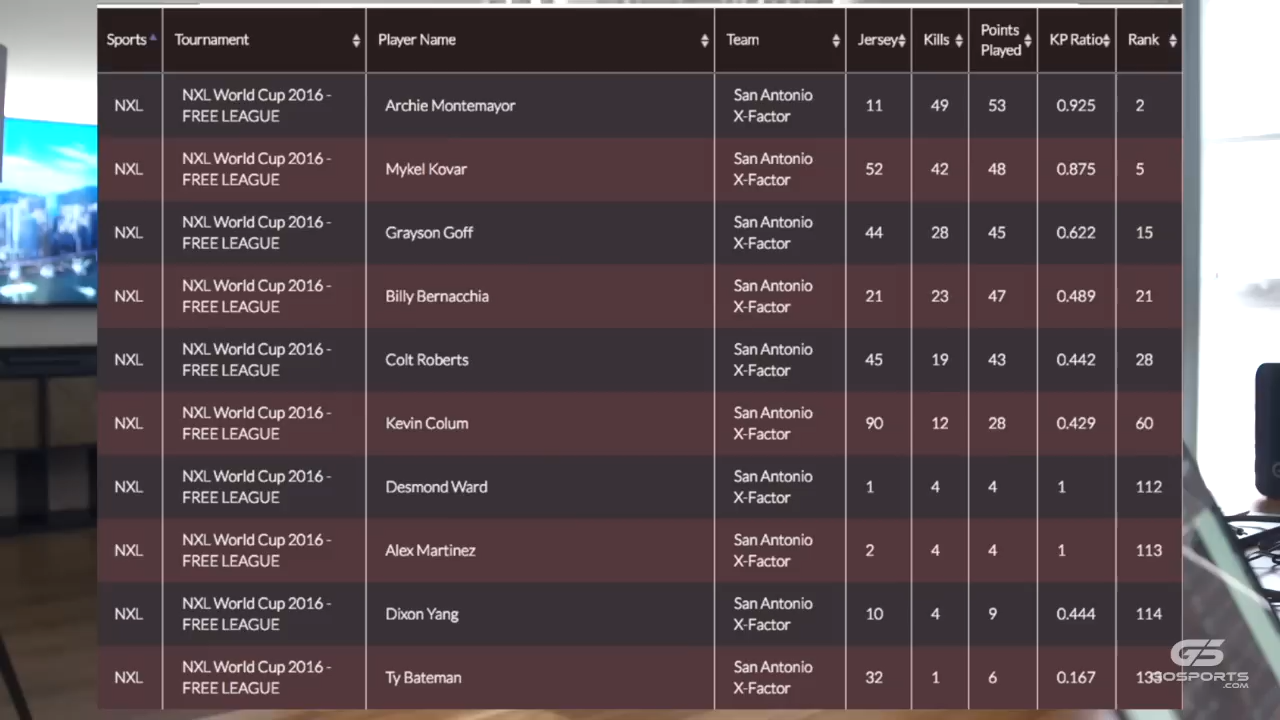 Sports Tournament Player Name Team Jersey Kills Points Played KP Ratio Rank
NXL NXL World Cup 2016 - FREE LEAGUE Archie Montemayor San Antonio X-Factor 11 49 53 0.925 2
NXL NXL World Cup 2016 - FREE LEAGUE Mykel Kovar San Antonio X-Factor 52 42 48 0.875 5
NXL NXL World Cup 2016 - FREE LEAGUE Grayson Goff San Antonio X-Factor 44 28 45 0.622 15
NXL NXL World Cup 2016 - FREE LEAGUE Billy Bernacchia San Antonio X-Factor 21 23 47 0.489 21
NXL NXL World Cup 2016 - FREE LEAGUE Colt Roberts San Antonio X-Factor 45 19 43 0.442 28
NXL NXL World Cup 2016 - FREE LEAGUE Kevin Colum San Antonio X-Factor 90 12 28 0.429 60
NXL NXL World Cup 2016 - FREE LEAGUE Desmond Ward San Antonio X-Factor 1 4 4 1 112
NXL NXL World Cup 2016 - FREE LEAGUE Alex Martinez San Antonio X-Factor 2 4 4 1 113
NXL NXL World Cup 2016 - FREE LEAGUE Dixon Yang San Antonio X-Factor 10 4 9 0.444 114
NXL NXL World Cup 2016 - FREE LEAGUE Ty Bateman San Antonio X-Factor 32 1 6 0.167
GOSPORTS
.COM